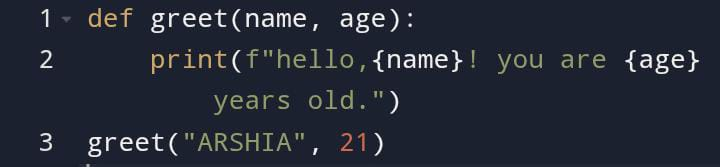 1 def greet(name, age):
2 print(f"hello,{name}! you are {age}
years old.")
3 greet("ARSHIA", 21)